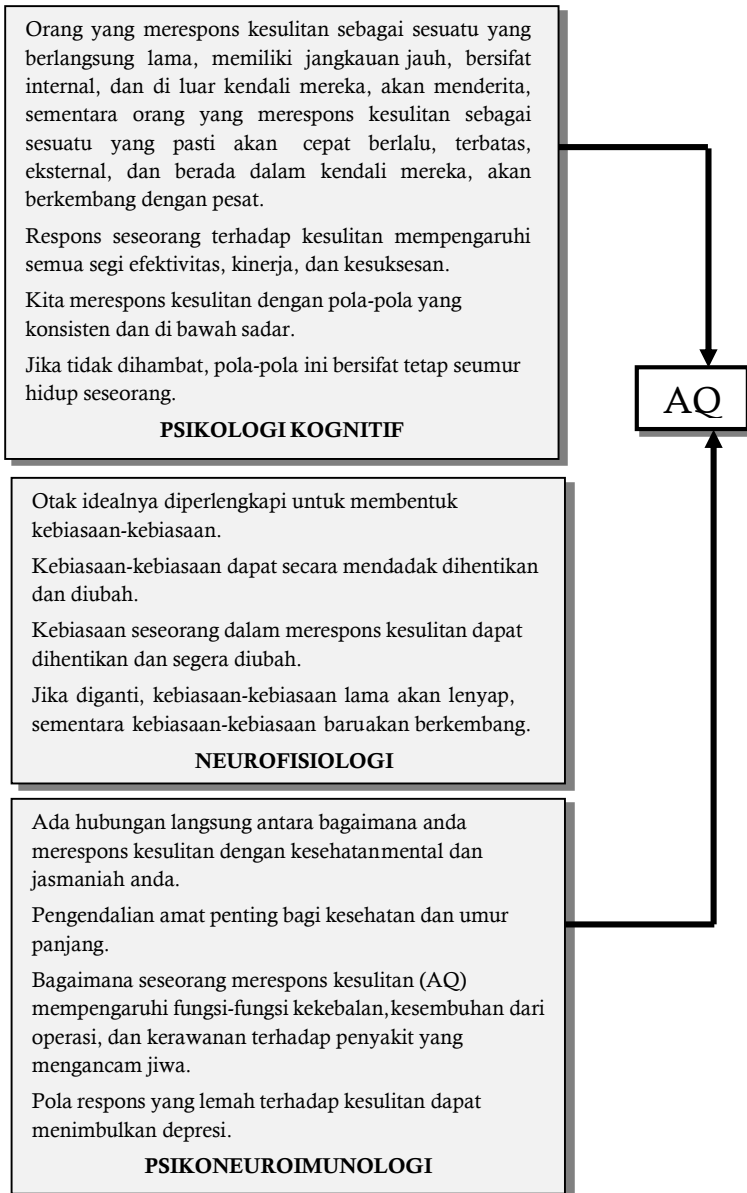 Orang yang merespons kesulitan sebagai sesuatu yang
berlangsung lama, memiliki jangkauan jauh, bersifat
internal, dan di luar kendali mereka, akan menderita,
sementara orang yang merespons kesulitan sebagai
sesuatu yang pasti akan cepat berlalu, terbatas,
eksternal, dan berada dalam kendali mereka, akan
berkembang dengan pesat.
Respons seseorang terhadap kesulitan mempengaruhi
semua segi efektivitas, kinerja, dan kesuksesan.
Kita merespons kesulitan dengan pola-pola yang
konsisten dan di bawah sadar.
Jika tidak dihambat, pola-pola ini bersifat tetap seumur
hidup seseorang.
PSIKOLOGI KOGNITIF
AQ
Otak idealnya diperlengkapi untuk membentuk
kebiasaan-kebiasaan.
Kebiasaan-kebiasaan dapat secara mendadak dihentikan
dan diubah.
Kebiasaan seseorang dalam merespons kesulitan dapat
dihentikan dan segera diubah.
Jika diganti, kebiasaan-kebiasaan lama akan lenyap,
sementara kebiasaan-kebiasaan baruakan berkembang.
NEUROFISIOLOGI
Ada hubungan langsung antara bagaimana anda
merespons kesulitan dengan kesehatanmental dan
jasmaniah anda.
Pengendalian amat penting bagi kesehatan dan umur
panjang.
Bagaimana seseorang merespons kesulitan (AQ)
mempengaruhi fungsi-fungsi kekebalan,kesembuhan dari
operasi, dan kerawanan terhadap penyakit yang
mengancam jiwa.
Pola respons yang lemah terhadap kesulitan dapat
menimbulkan depresi.
PSIKONEUROIMUNOLOGI